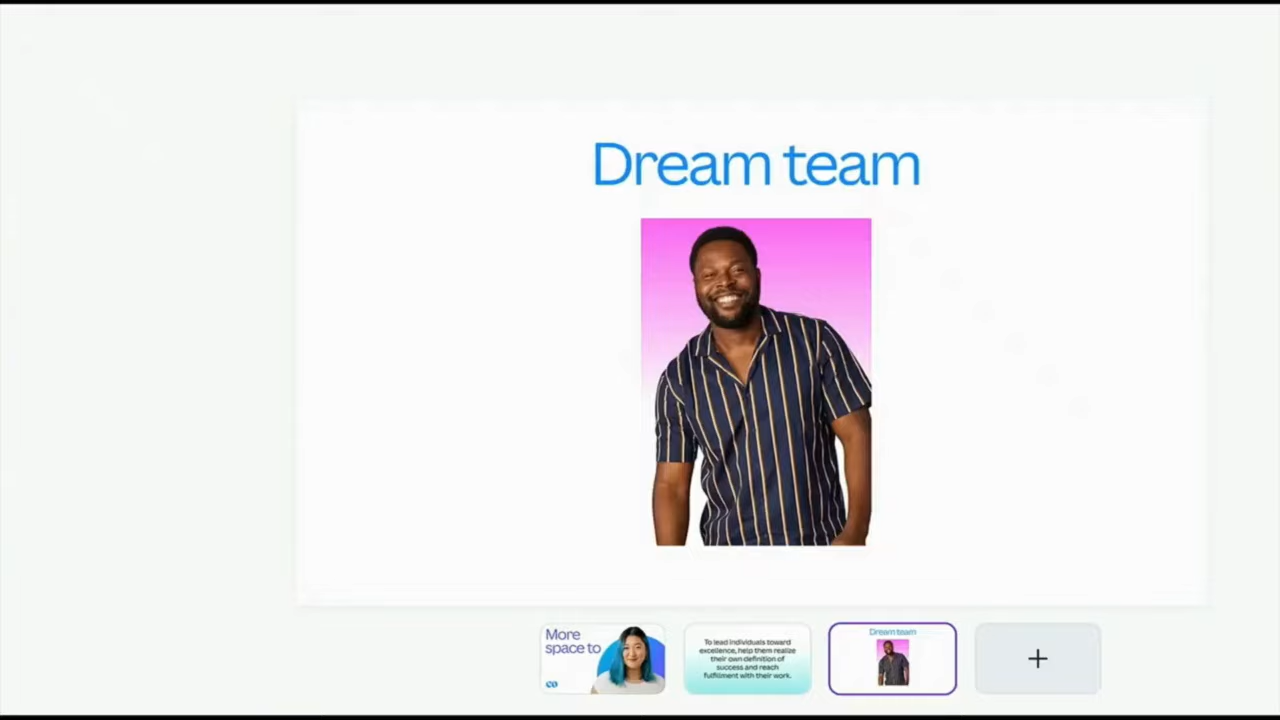 Dream team
More
space to
To lead individuals toward
excellence, help them realize
their own definition of
success and reach
fulfillment with their work.
Dream team